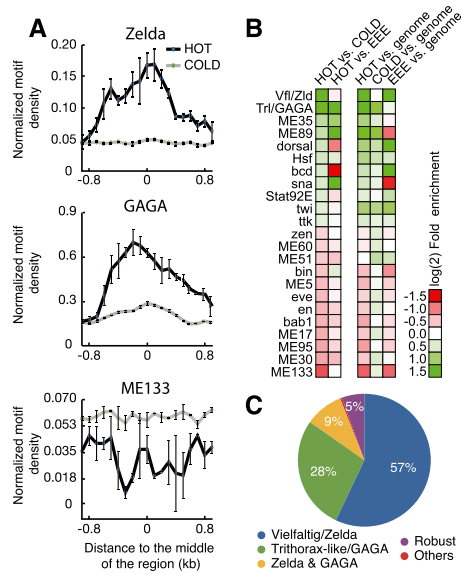 A
Zelda
HOT
COLD
Normalized motif
density
0.20
0.15
0.10
0.05
0
-0.8
0
0.8
GAGA
Normalized motif
density
0.9
0.6
0.3
0
-0.8
0
0.8
ME133
Normalized motif
density
0.070
0.053
0.035
0.018
0
-0.8
0
0.8
Distance to the middle
of the region (kb)
B
HOT vs. COLD
HOT vs. EEE
HOT vs. genome
COLD vs. genome
EEE vs. genome
Vfl/Zld
Trl/GAGA
ME35
ME89
dorsal
Hsf
bcd
sna
Stat92E
twi
ttk
zen
ME60
ME51
bin
ME5
eve
en
bab1
ME17
ME95
ME30
ME133
log(2) Fold enrichment
-1.5
-1.0
-0.5
0.0
0.5
1.0
1.5
C
5%
9%
28%
57%
Vielfaltig/Zelda
Trithorax-like/GAGA
Zelda & GAGA
Robust
Others